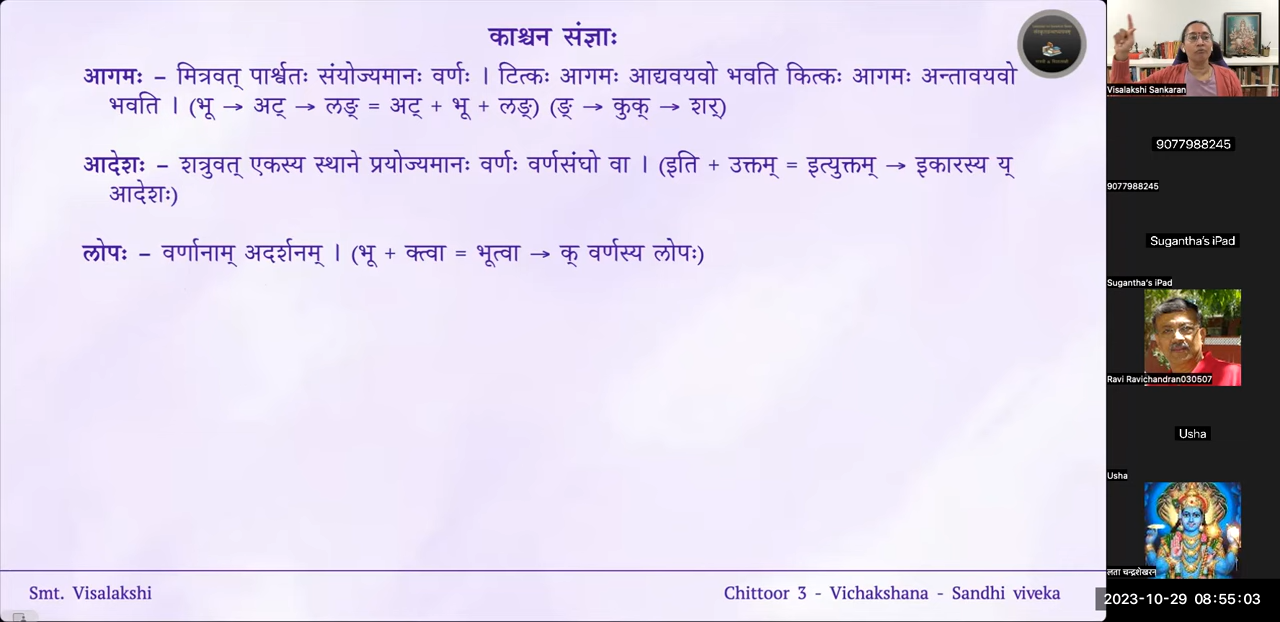 काश्चन संज्ञाः
आगमः – मित्रवत् पार्श्वतः संयोज्यमानः वर्णः । टित्कः आगमः आद्यवयवो भवति कित्कः आगमः अन्तावयवो
भवति । (भू → अट् → लङ् = अट् + भू + लङ्) (ङ् → कुक् → शर्)
आदेशः – शत्रुवत् एकस्य स्थाने प्रयोज्यमानः वर्णः वर्णसंघो वा । (इति + उक्तम् = इत्युक्तम् → इकारस्य य्
आदेशः)
लोपः – वर्णानाम् अदर्शनम् । (भू + क्त्वा = भूत्वा → क् वर्णस्य लोपः)
Smt. Visalakshi
Chittoor 3 - Vichakshana - Sandhi viveka
Visalakshi Sankaran
9077988245
9077988245
Sugantha's iPad
Sugantha's iPad
Ravi Ravichandran030507
Usha
Usha
लता चन्द्रशेखरन
2023-10-29 08:55:03